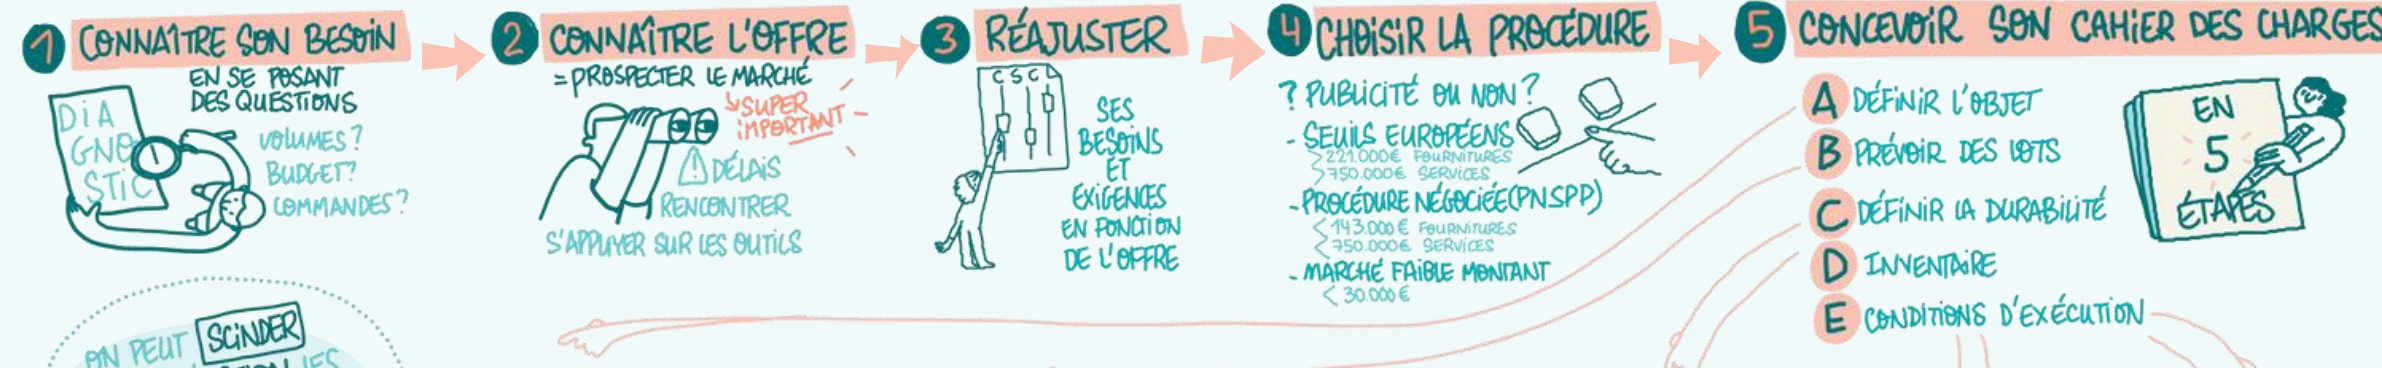 1 CONNAÎTRE SON BESOIN
EN SE POSANT
DES QUESTIONS
DIA
GNO
STIC
VOLUMES?
BUDGET?
COMMANDES?
ON PEUT SCINDER
LES
2 CONNAÎTRE L'OFFRE
= PROSPECTER LE MARCHÉ
SUPER
IMPORTANT
DÉLAIS
RENCONTRER
S'APPUYER SUR LES OUTILS
3 RÉAJUSTER
CSC
SES
BESOINS
ET
EXIGENCES
EN FONCTION
DE L'OFFRE
4 CHOISIR LA PROCÉDURE
? PUBLICITÉ OU NON?
- SEUILS EUROPÉENS
>221.000€ FOURNITURES
>750.000€ SERVICES
- PROCÉDURE NÉGOCIÉE (PNSPP)
<143.000€ FOURNITURES
<750.000€ SERVICES
- MARCHÉ FAIBLE MONTANT
<30.000€
5 CONCEVOIR SON CAHIER DES CHARGES
A DÉFINIR L'OBJET
B PRÉVOIR DES LOTS
C DÉFINIR LA DURABILITÉ
D INVENTAIRE
E CONDITIONS D'EXÉCUTION
EN
5
ÉTAPES